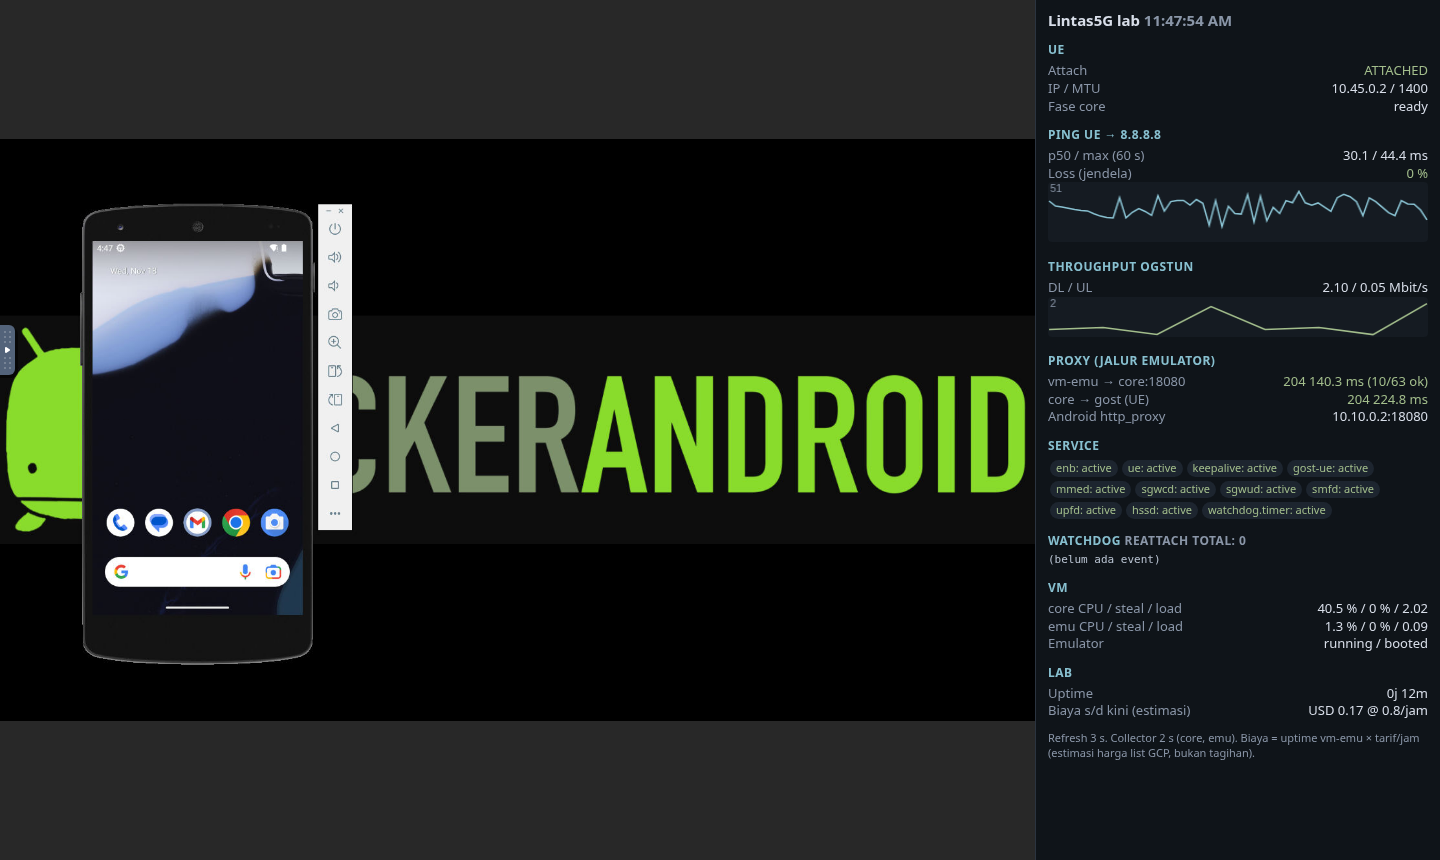 4:47
Wed, Nov 13
CKERANDROID
Lintas5G lab 11:47:54 AM
UE
Attach ATTACHED
IP / MTU 10.45.0.2 / 1400
Fase core ready
PING UE → 8.8.8.8
p50 / max (60 s) 30.1 / 44.4 ms
Loss (jendela) 0 %
51
THROUGHPUT OGSTUN
DL / UL 2.10 / 0.05 Mbit/s
2
PROXY (JALUR EMULATOR)
vm-emu → core:18080 204 140.3 ms (10/63 ok)
core → gost (UE) 204 224.8 ms
Android http_proxy 10.10.0.2:18080
SERVICE
enb: active ue: active keepalive: active gost-ue: active
mmed: active sgwcd: active sgwud: active smfd: active
upfd: active hssd: active watchdog.timer: active
WATCHDOG REATTACH TOTAL: 0
(belum ada event)
VM
core CPU / steal / load 40.5 % / 0 % / 2.02
emu CPU / steal / load 1.3 % / 0 % / 0.09
Emulator running / booted
LAB
Uptime 0j 12m
Biaya s/d kini (estimasi) USD 0.17 @ 0.8/jam
Refresh 3 s. Collector 2 s (core, emu). Biaya = uptime vm-emu × tarif/jam
(estimasi harga list GCP, bukan tagihan).